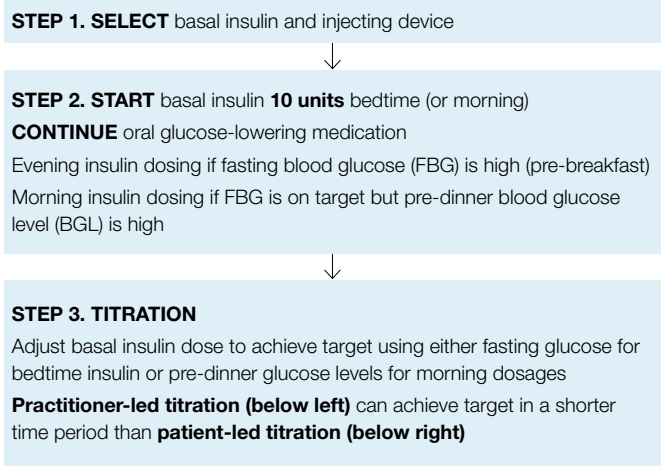 STEP 1. SELECT basal insulin and injecting device
STEP 2. START basal insulin 10 units bedtime (or morning)
CONTINUE oral glucose-lowering medication
Evening insulin dosing if fasting blood glucose (FBG) is high (pre-breakfast)
Morning insulin dosing if FBG is on target but pre-dinner blood glucose
level (BGL) is high
STEP 3. TITRATION
Adjust basal insulin dose to achieve target using either fasting glucose for
bedtime insulin or pre-dinner glucose levels for morning dosages
Practitioner-led titration (below left) can achieve target in a shorter
time period than patient-led titration (below right)